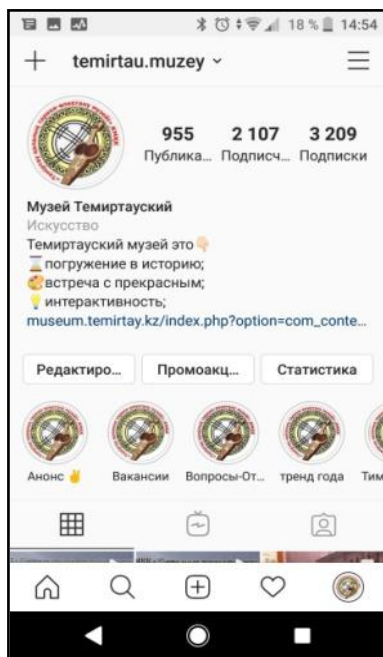 18 % 14:54
temirtau.muzey
955 2 107 3 209
Публика... Подписч... Подписки
Музей Темиртауский
Искусство
Темиртауский музей это👇🏻
⌛погружение в историю;
🎨встреча с прекрасным;
💡интерактивность;
museum.temirtay.kz/index.php?option=com_conte...
Редактиро... Промоакц... Статистика
Анонс ✌ Вакансии Вопросы-От... тренд года Тим